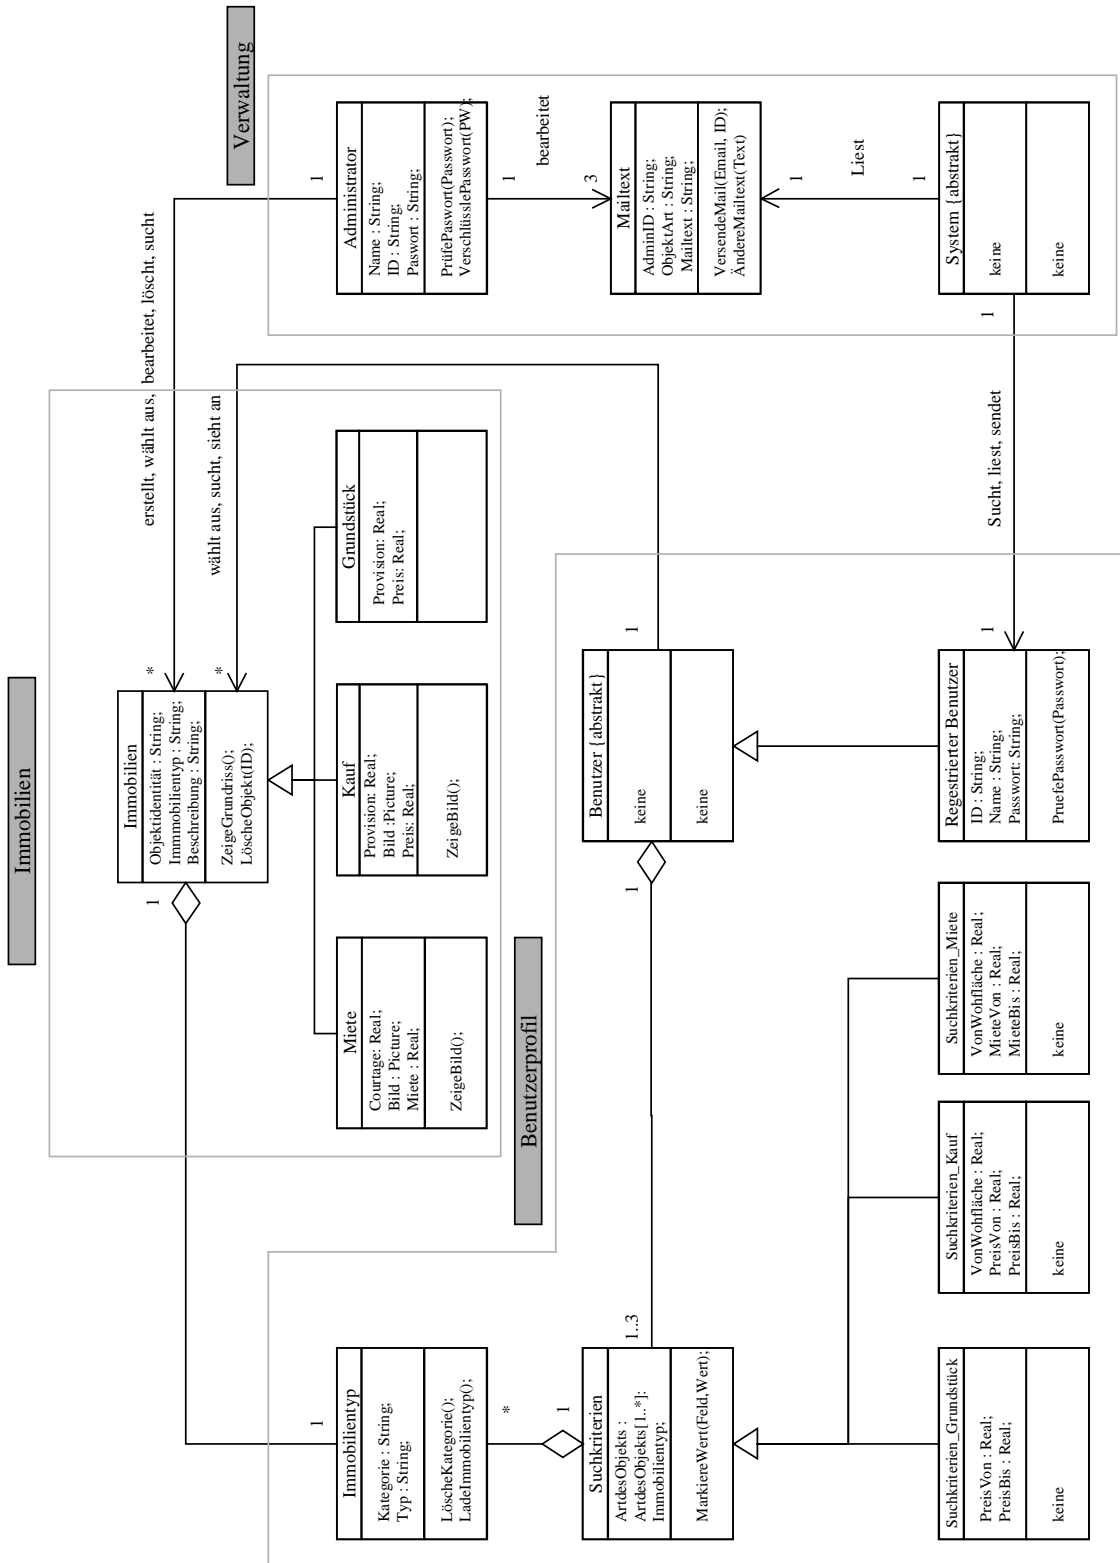 Immobilien
Verwaltung
Benutzerprofil
Immobilientyp
Kategorie : String;
Typ : String;
LöscheKategorie();
LadeImmobilientyp();
1
*
1
Immobilien
Objektidentität : String;
Immmobilientyp : String;
Beschreibung : String;
ZeigeGrundriss();
LöscheObjekt(ID);
1
*
*
erstellt, wählt aus, bearbeitet, löscht, sucht
wählt aus, sucht, sieht an
Miete
Courtage: Real;
Bild : Picture;
Miete : Real;
ZeigeBild();
Kauf
Provision: Real;
Bild :Picture;
Preis: Real;
ZeigeBild();
Grundstück
Provision: Real;
Preis: Real;
Administrator
Name : String;
ID : String;
Paswort : String;
PrüfePaswort(Passwort);
VerschlüsslePasswort(PW);
1
1
bearbeitet
3
Mailtext
AdminID : String;
ObjektArt : String;
Mailtext : String;
VersendeMail(Email, ID);
ÄndereMailtext(Text)
1
Liest
1
System {abstrakt}
keine
keine
1
Sucht, liest, sendet
1
Suchkriterien
ArtdesObjekts :
ArtdesObjekts[1..*]:
Immobilientyp;
MarkiereWert(Feld,Wert);
1..3
1
Benutzer {abstrakt}
keine
keine
1
Suchkriterien_Grundstück
PreisVon : Real;
PreisBis : Real;
keine
Suchkriterien_Kauf
VonWohfläche : Real;
PreisVon : Real;
PreisBis : Real;
keine
Suchkriterien_Miete
VonWohfläche : Real;
MieteVon : Real;
MieteBis : Real;
keine
Regestrierter Benutzer
ID : String;
Name : String;
Passwort: String;
PruefePasswort(Passwort);